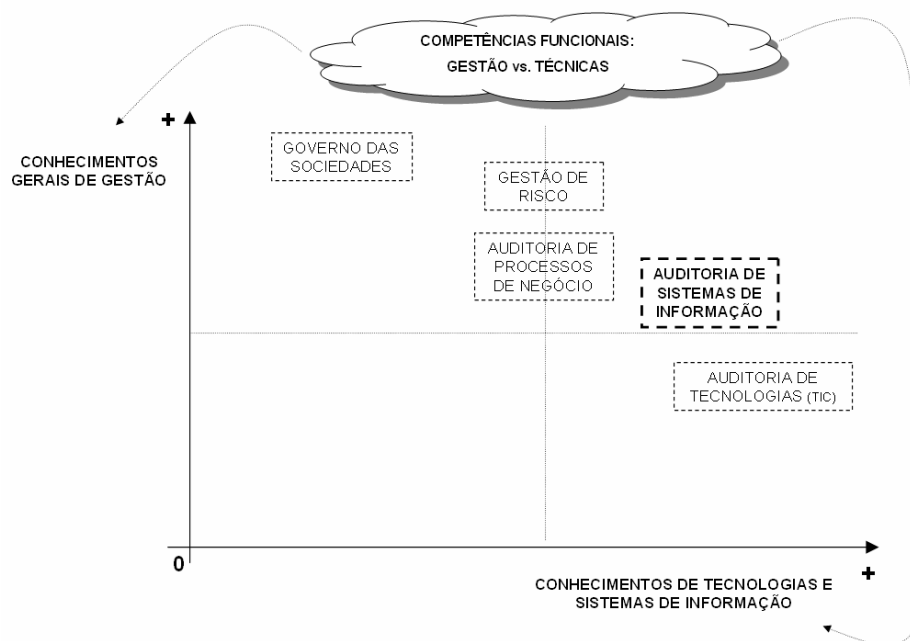 COMPETÊNCIAS FUNCIONAIS:
GESTÃO vs. TÉCNICAS
+
CONHECIMENTOS
GERAIS DE GESTÃO
GOVERNO DAS
SOCIEDADES
GESTÃO DE
RISCO
AUDITORIA DE
PROCESSOS
DE NEGÓCIO
AUDITORIA DE
SISTEMAS DE
INFORMAÇÃO
AUDITORIA DE
TECNOLOGIAS (TIC)
0
+
CONHECIMENTOS DE TECNOLOGIAS E
SISTEMAS DE INFORMAÇÃO